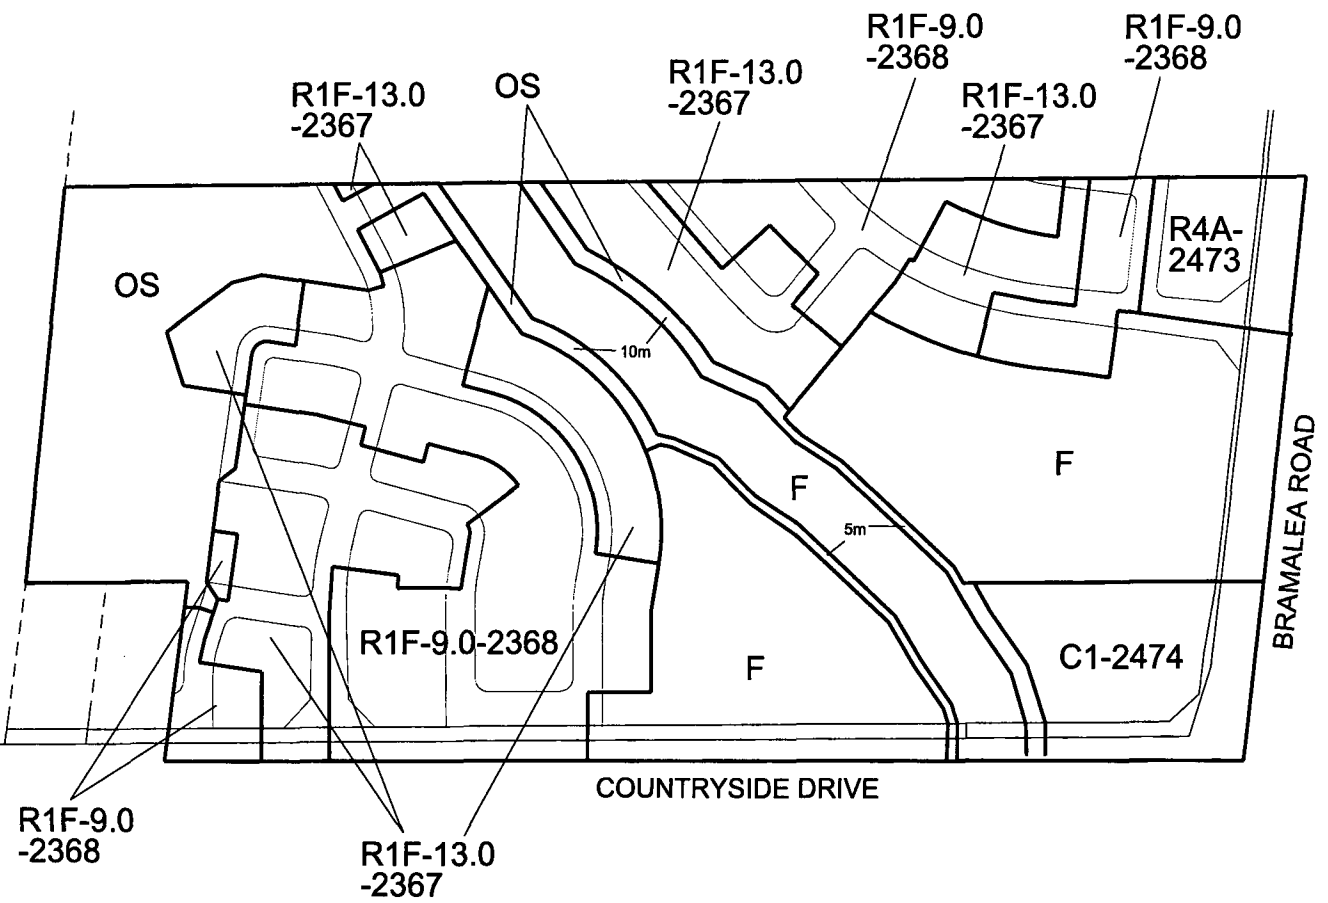 R1F-9.0
-2368
R1F-9.0
-2368
R1F-13.0
-2367
OS
R1F-13.0
-2367
R1F-13.0
-2367
R4A-
2473
OS
10m
F
F
5m
BRAMALEA ROAD
R1F-9.0-2368
F
C1-2474
COUNTRYSIDE DRIVE
R1F-9.0
-2368
R1F-13.0
-2367